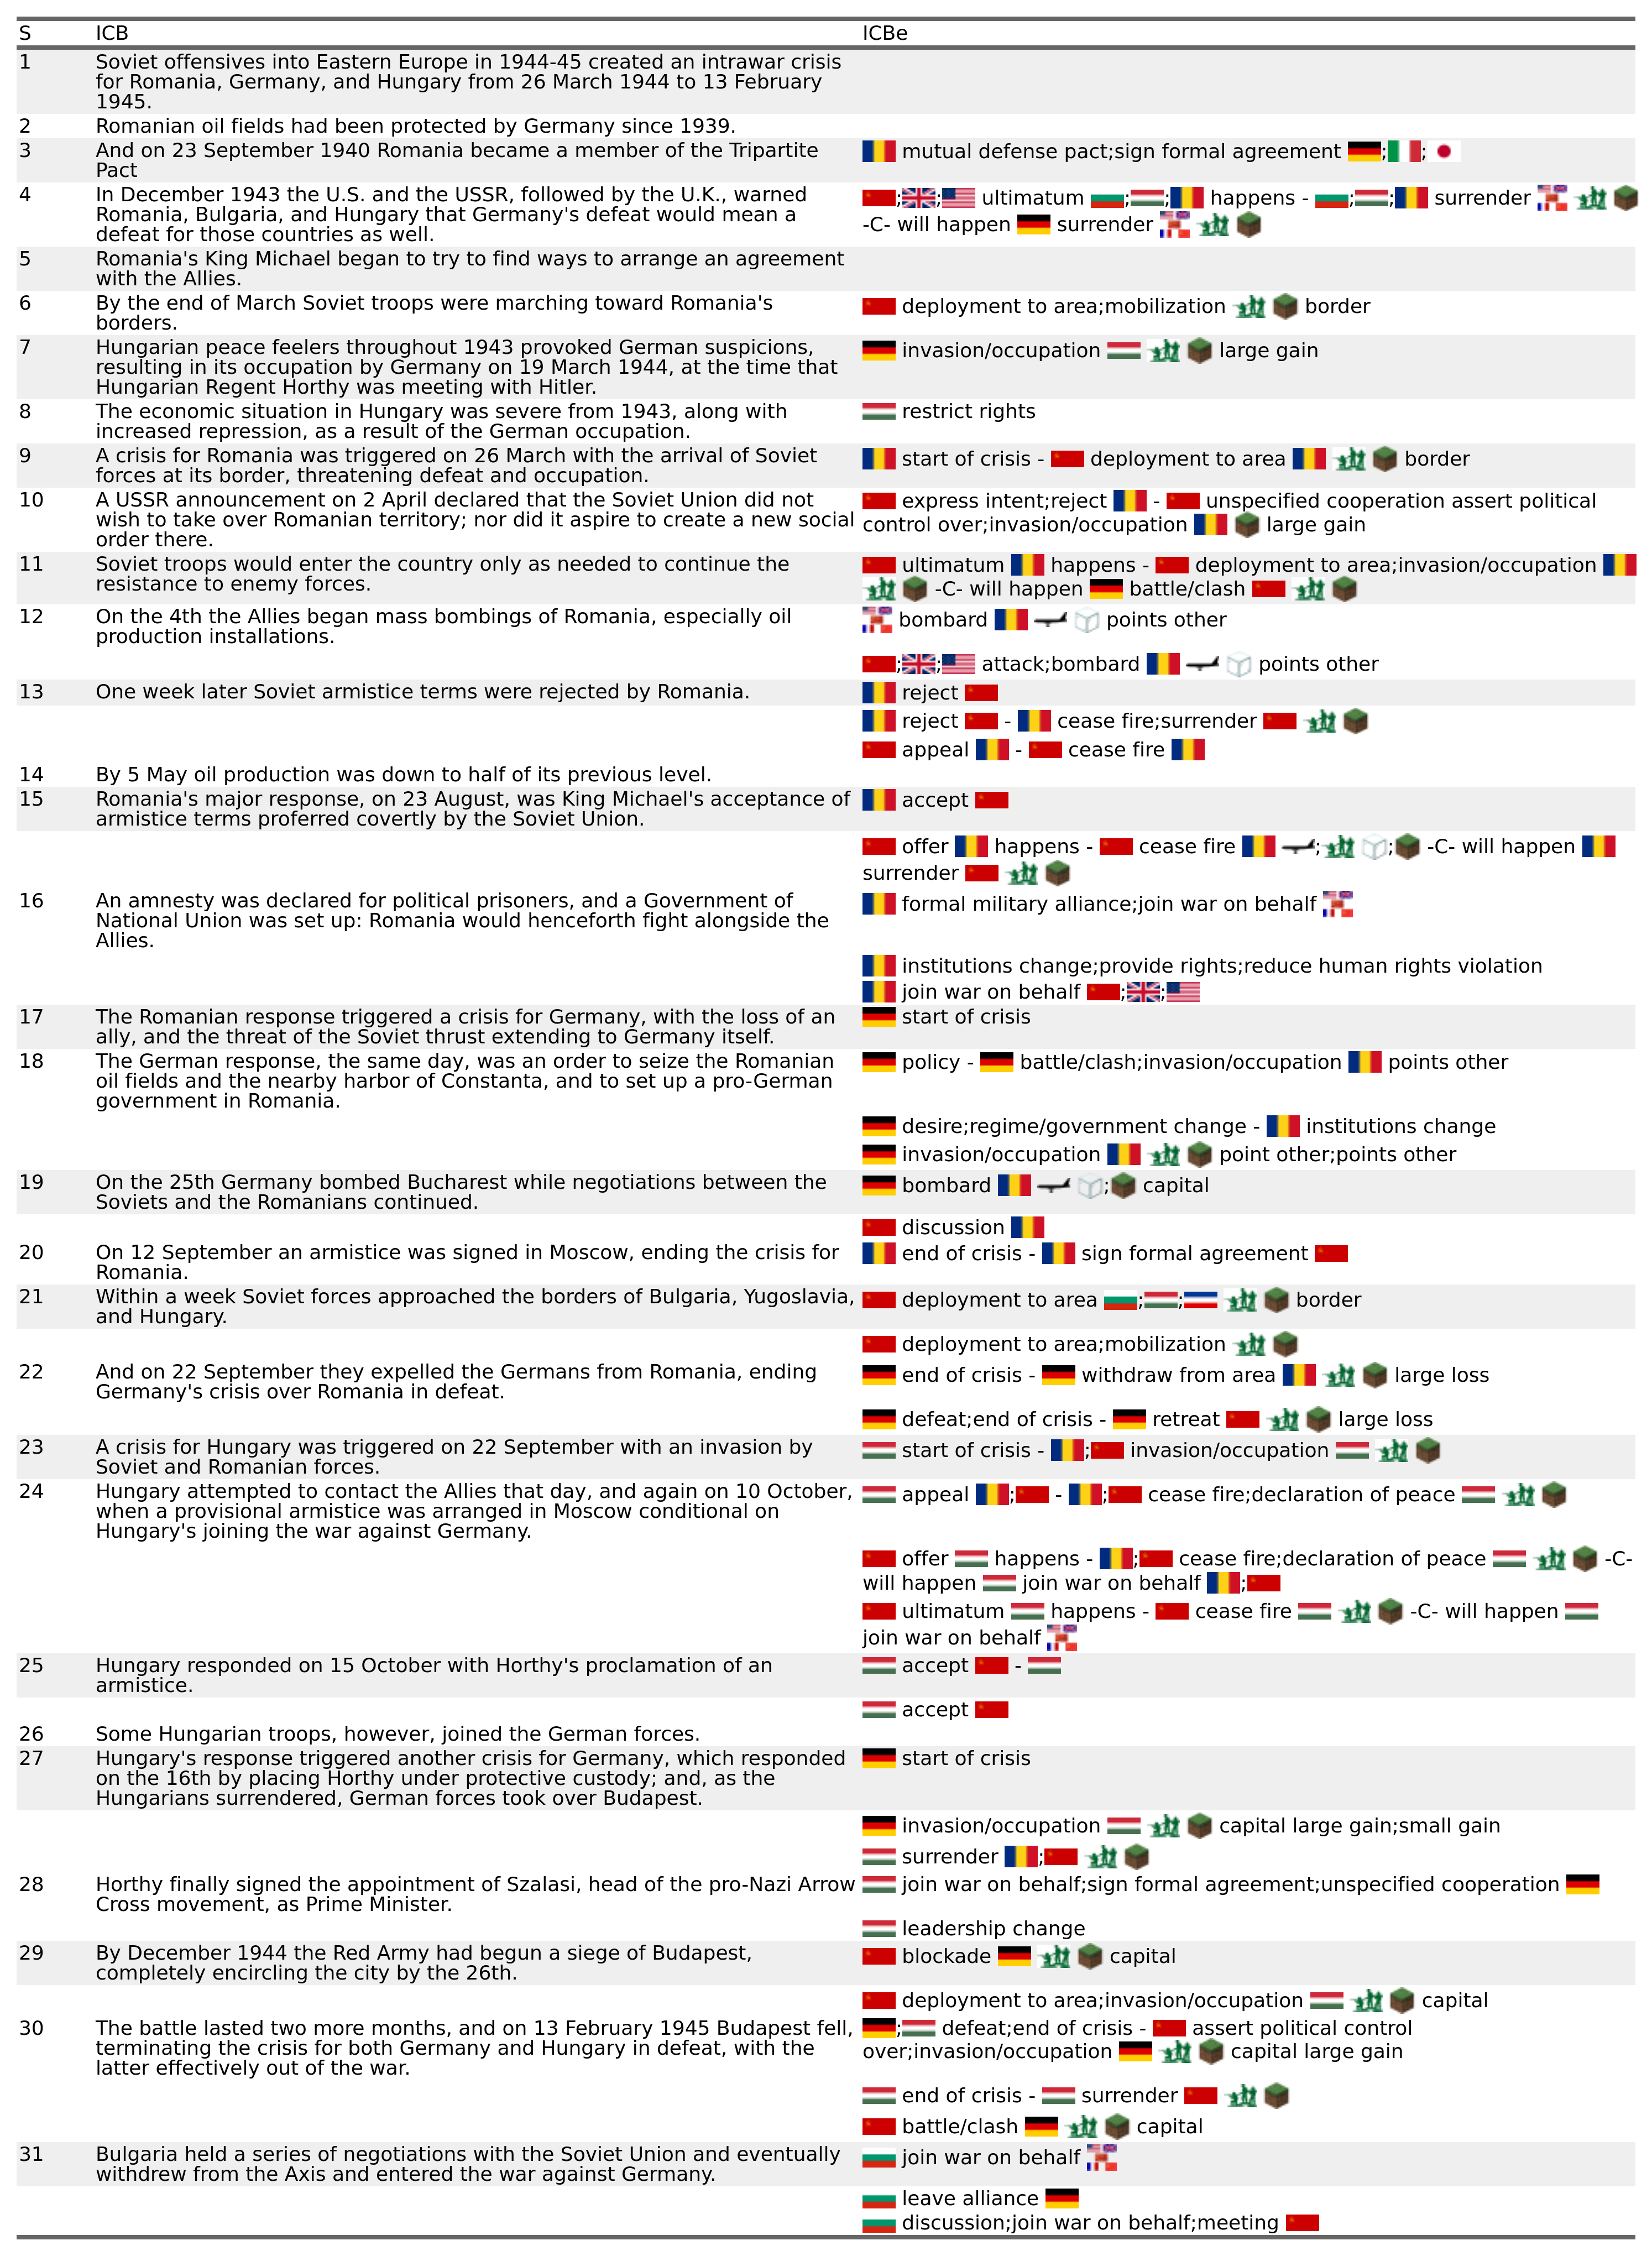 S ICB ICBe
1 Soviet offensives into Eastern Europe in 1944-45 created an intrawar crisis
for Romania, Germany, and Hungary from 26 March 1944 to 13 February
1945.
2 Romanian oil fields had been protected by Germany since 1939.
3 And on 23 September 1940 Romania became a member of the Tripartite
Pact
mutual defense pact;sign formal agreement ; ;
4 In December 1943 the U.S. and the USSR, followed by the U.K., warned
Romania, Bulgaria, and Hungary that Germany's defeat would mean a
defeat for those countries as well.
; ; ultimatum ; ; happens - ; ; surrender
-C- will happen surrender
5 Romania's King Michael began to try to find ways to arrange an agreement
with the Allies.
6 By the end of March Soviet troops were marching toward Romania's
borders.
deployment to area;mobilization border
7 Hungarian peace feelers throughout 1943 provoked German suspicions,
resulting in its occupation by Germany on 19 March 1944, at the time that
Hungarian Regent Horthy was meeting with Hitler.
invasion/occupation large gain
8 The economic situation in Hungary was severe from 1943, along with
increased repression, as a result of the German occupation.
restrict rights
9 A crisis for Romania was triggered on 26 March with the arrival of Soviet
forces at its border, threatening defeat and occupation.
start of crisis - deployment to area border
10 A USSR announcement on 2 April declared that the Soviet Union did not
wish to take over Romanian territory; nor did it aspire to create a new social
order there.
express intent;reject - unspecified cooperation assert political
control over;invasion/occupation large gain
11 Soviet troops would enter the country only as needed to continue the
resistance to enemy forces.
ultimatum happens - deployment to area;invasion/occupation
-C- will happen battle/clash
12 On the 4th the Allies began mass bombings of Romania, especially oil
production installations.
bombard points other
; ; attack;bombard points other
13 One week later Soviet armistice terms were rejected by Romania.
reject
reject - cease fire;surrender
appeal - cease fire
14 By 5 May oil production was down to half of its previous level.
15 Romania's major response, on 23 August, was King Michael's acceptance of
armistice terms proferred covertly by the Soviet Union.
accept
offer happens - cease fire ; ; -C- will happen
surrender
16 An amnesty was declared for political prisoners, and a Government of
National Union was set up: Romania would henceforth fight alongside the
Allies.
formal military alliance;join war on behalf
institutions change;provide rights;reduce human rights violation
join war on behalf ; ;
17 The Romanian response triggered a crisis for Germany, with the loss of an
ally, and the threat of the Soviet thrust extending to Germany itself.
start of crisis
18 The German response, the same day, was an order to seize the Romanian
oil fields and the nearby harbor of Constanta, and to set up a pro-German
government in Romania.
policy - battle/clash;invasion/occupation points other
desire;regime/government change - institutions change
invasion/occupation point other;points other
19 On the 25th Germany bombed Bucharest while negotiations between the
Soviets and the Romanians continued.
bombard ; capital
discussion
20 On 12 September an armistice was signed in Moscow, ending the crisis for
Romania.
end of crisis - sign formal agreement
21 Within a week Soviet forces approached the borders of Bulgaria, Yugoslavia,
and Hungary.
deployment to area ; ; border
deployment to area;mobilization
22 And on 22 September they expelled the Germans from Romania, ending
Germany's crisis over Romania in defeat.
end of crisis - withdraw from area large loss
defeat;end of crisis - retreat large loss
23 A crisis for Hungary was triggered on 22 September with an invasion by
Soviet and Romanian forces.
start of crisis - ; invasion/occupation
24 Hungary attempted to contact the Allies that day, and again on 10 October,
when a provisional armistice was arranged in Moscow conditional on
Hungary's joining the war against Germany.
appeal ; - ; cease fire;declaration of peace
offer happens - ; cease fire;declaration of peace -C-
will happen join war on behalf ;
ultimatum happens - cease fire -C- will happen
join war on behalf
25 Hungary responded on 15 October with Horthy's proclamation of an
armistice.
accept -
accept
26 Some Hungarian troops, however, joined the German forces.
27 Hungary's response triggered another crisis for Germany, which responded
on the 16th by placing Horthy under protective custody; and, as the
Hungarians surrendered, German forces took over Budapest.
start of crisis
invasion/occupation capital large gain;small gain
surrender ;
28 Horthy finally signed the appointment of Szalasi, head of the pro-Nazi Arrow
Cross movement, as Prime Minister.
join war on behalf;sign formal agreement;unspecified cooperation
leadership change
29 By December 1944 the Red Army had begun a siege of Budapest,
completely encircling the city by the 26th.
blockade capital
deployment to area;invasion/occupation capital
30 The battle lasted two more months, and on 13 February 1945 Budapest fell,
terminating the crisis for both Germany and Hungary in defeat, with the
latter effectively out of the war.
; defeat;end of crisis - assert political control
over;invasion/occupation capital large gain
end of crisis - surrender
battle/clash capital
31 Bulgaria held a series of negotiations with the Soviet Union and eventually
withdrew from the Axis and entered the war against Germany.
join war on behalf
leave alliance
discussion;join war on behalf;meeting